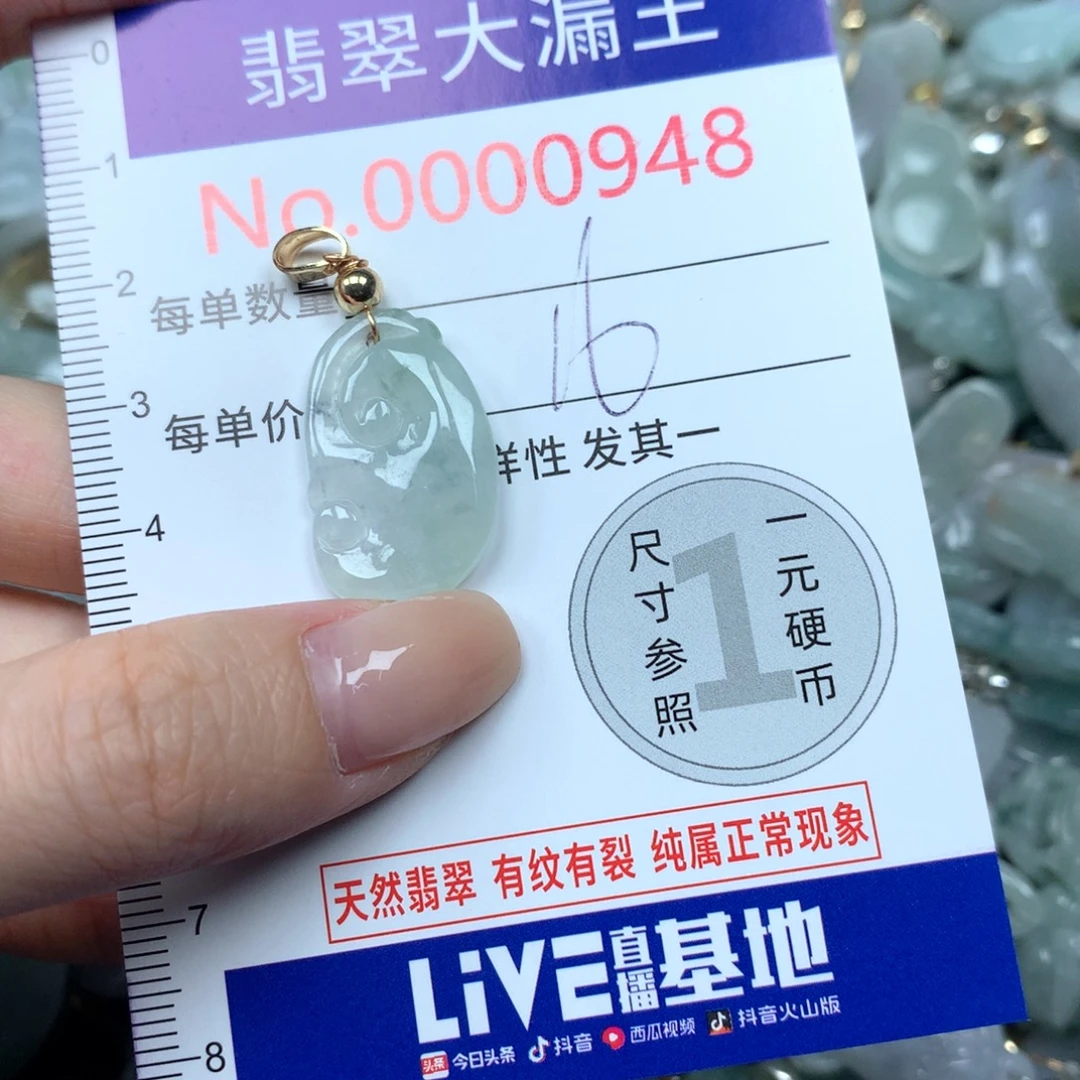 翡翠大漏王
No.0000948
每单数量
16
每单价
样性 发其一
尺寸参照
1
一元硬币
天然翡翠 有纹有裂 纯属正常现象
LiVE直播基地
头条 今日头条 抖音 西瓜视频 抖音火山版
0
1
2
3
4
7
8